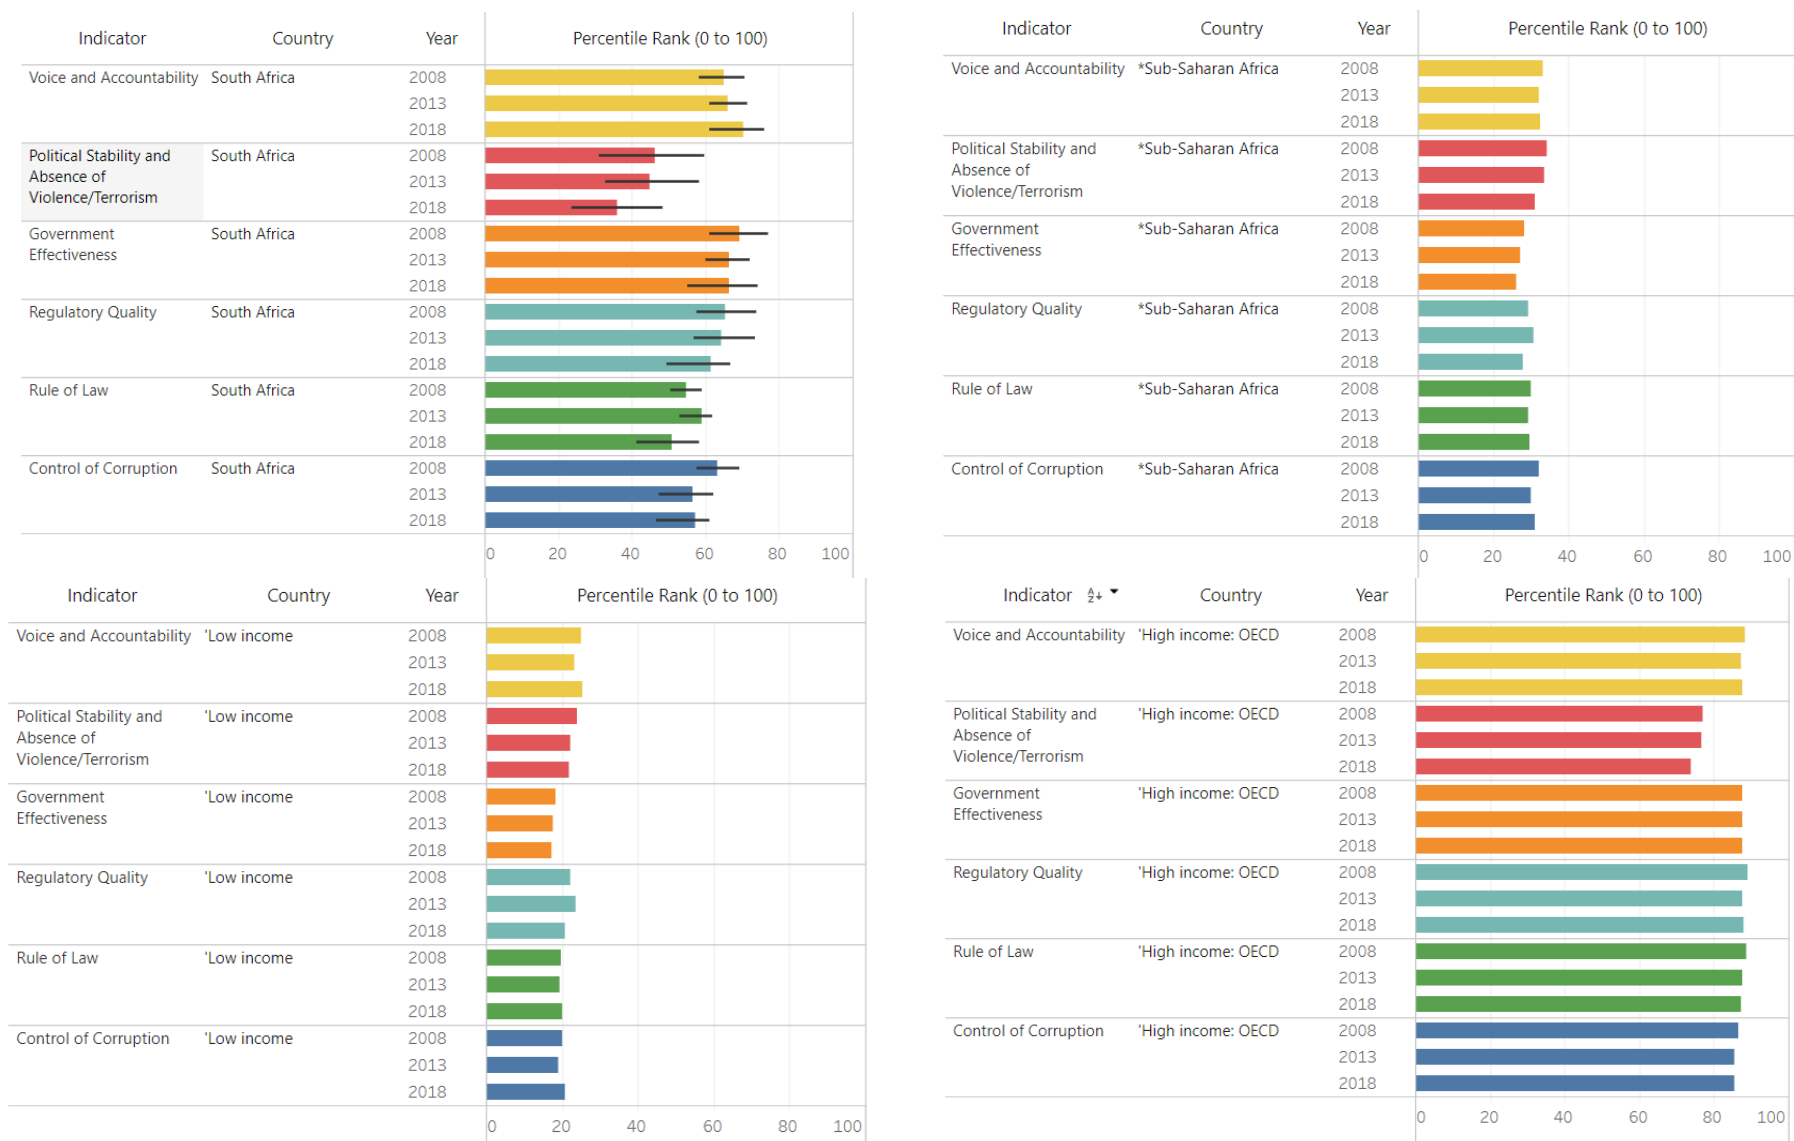 Indicator Country Year Percentile Rank (0 to 100)
Voice and Accountability South Africa 2008
2013
2018
Political Stability and South Africa 2008
Absence of 2013
Violence/Terrorism 2018
Government South Africa 2008
Effectiveness 2013
2018
Regulatory Quality South Africa 2008
2013
2018
Rule of Law South Africa 2008
2013
2018
Control of Corruption South Africa 2008
2013
2018
0 20 40 60 80 100
Indicator Country Year Percentile Rank (0 to 100)
Voice and Accountability *Sub-Saharan Africa 2008
2013
2018
Political Stability and *Sub-Saharan Africa 2008
Absence of 2013
Violence/Terrorism 2018
Government *Sub-Saharan Africa 2008
Effectiveness 2013
2018
Regulatory Quality *Sub-Saharan Africa 2008
2013
2018
Rule of Law *Sub-Saharan Africa 2008
2013
2018
Control of Corruption *Sub-Saharan Africa 2008
2013
2018
0 20 40 60 80 100
Indicator Country Year Percentile Rank (0 to 100)
Voice and Accountability 'Low income 2008
2013
2018
Political Stability and 'Low income 2008
Absence of 2013
Violence/Terrorism 2018
Government 'Low income 2008
Effectiveness 2013
2018
Regulatory Quality 'Low income 2008
2013
2018
Rule of Law 'Low income 2008
2013
2018
Control of Corruption 'Low income 2008
2013
2018
0 20 40 60 80 100
Indicator Country Year Percentile Rank (0 to 100)
Voice and Accountability 'High income: OECD 2008
2013
2018
Political Stability and 'High income: OECD 2008
Absence of 2013
Violence/Terrorism 2018
Government 'High income: OECD 2008
Effectiveness 2013
2018
Regulatory Quality 'High income: OECD 2008
2013
2018
Rule of Law 'High income: OECD 2008
2013
2018
Control of Corruption 'High income: OECD 2008
2013
2018
0 20 40 60 80 100